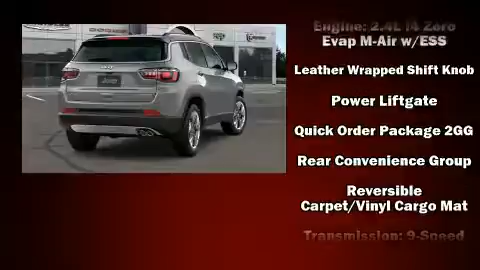 Engine: 2.4L I4 Zero
Evap M-Air w/ESS
Leather Wrapped Shift Knob
Power Liftgate
Quick Order Package 2GG
Rear Convenience Group
Reversible
Carpet/Vinyl Cargo Mat
Transmission: 9-Speed
Jeep